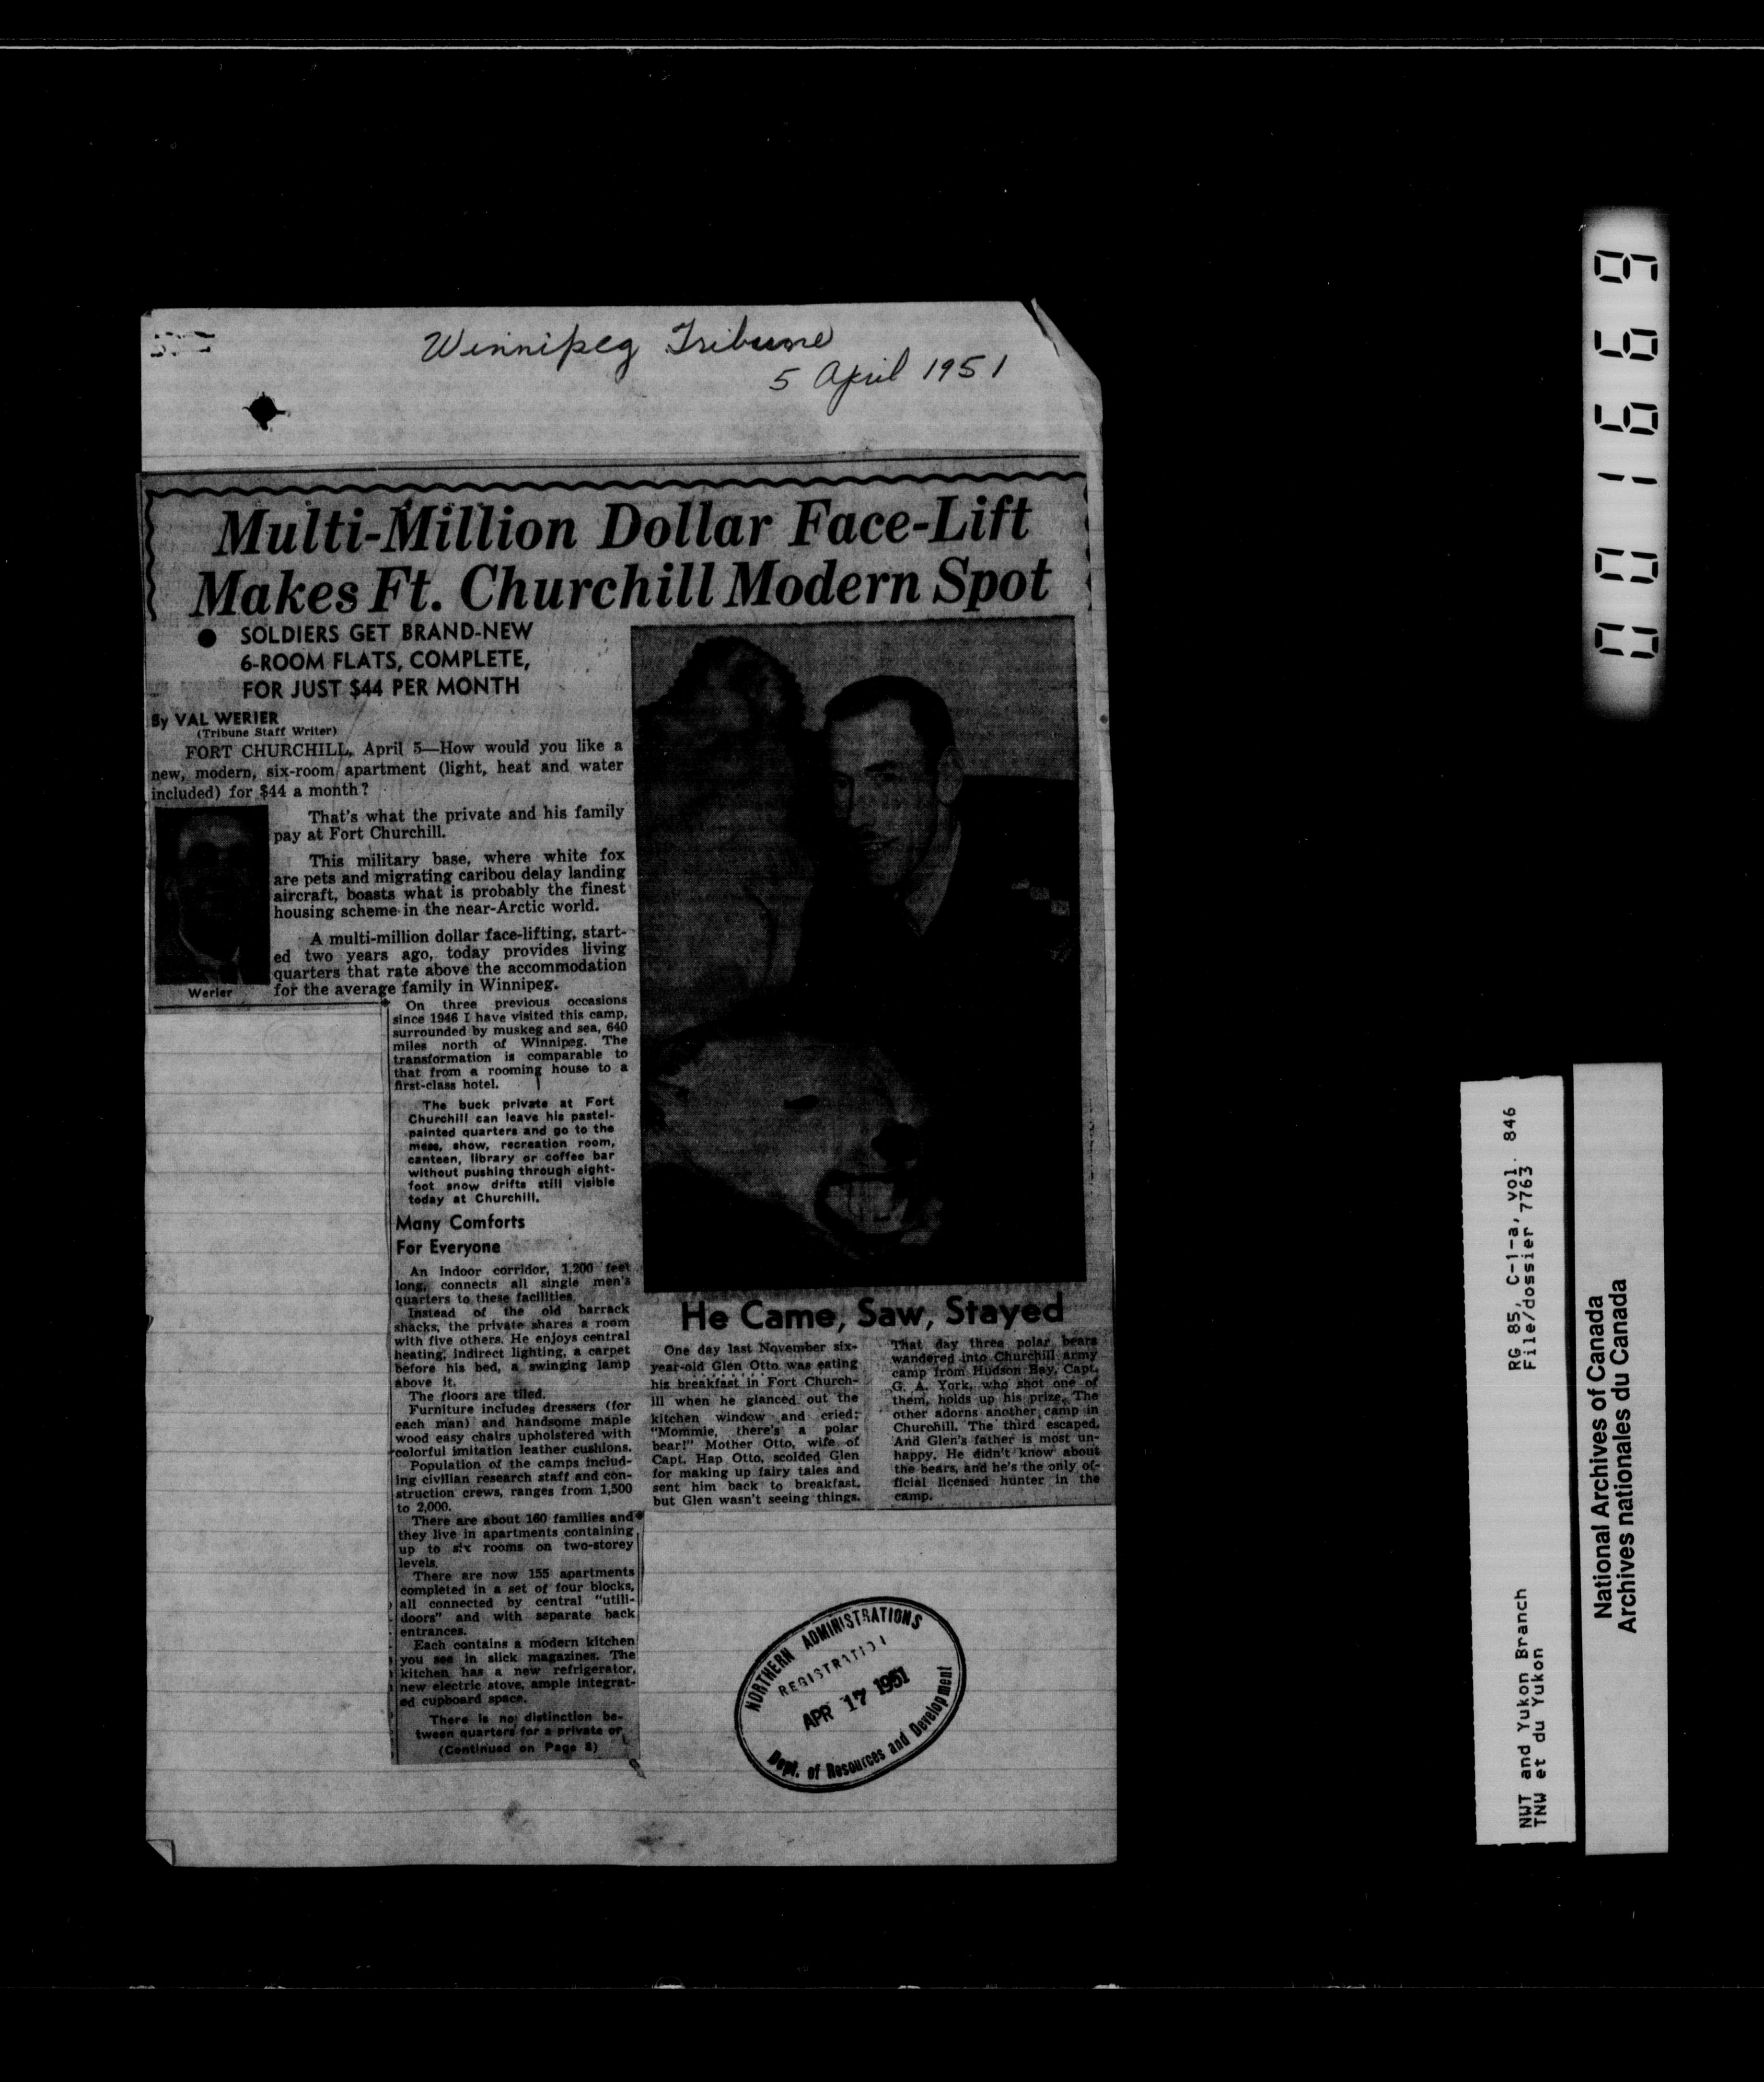 Winnipeg Tribune
5 April 1951
Multi-Million Dollar Face-Lift
Makes Ft. Churchill Modern Spot
● SOLDIERS GET BRAND-NEW
6-ROOM FLATS, COMPLETE,
FOR JUST $44 PER MONTH
By VAL WERIER
(Tribune Staff Writer)
FORT CHURCHILL, April 5—How would you like a
new, modern, six-room apartment (light, heat and water
included) for $44 a month?
That's what the private and his family
pay at Fort Churchill.
This military base, where white fox
are pets and migrating caribou delay landing
aircraft, boasts what is probably the finest
housing scheme in the near-Arctic world.
A multi-million dollar face-lifting, start-
ed two years ago, today provides living
quarters that rate above the accommodation
for the average family in Winnipeg.
Werier
On three previous occasions
since 1946 I have visited this camp,
surrounded by muskeg and sea, 640
miles north of Winnipeg. The
transformation is comparable to
that from a rooming house to a
first-class hotel.
The buck private at Fort
Churchill can leave his pastel-
painted quarters and go to the
mess, show, recreation room,
canteen, library or coffee bar
without pushing through eight-
foot snow drifts still visible
today at Churchill.
Many Comforts
For Everyone
An indoor corridor, 1,200 feet
long, connects all single men's
quarters to these facilities.
Instead of the old barrack
shacks, the private shares a room
with five others. He enjoys central
heating, indirect lighting, a carpet
before his bed, a swinging lamp
above it.
The floors are tiled.
Furniture includes dressers (for
each man) and handsome maple
wood easy chairs upholstered with
colorful imitation leather cushions.
Population of the camps includ-
ing civilian research staff and con-
struction crews, ranges from 1,500
to 2,000.
There are about 160 families and
they live in apartments containing
up to six rooms on two-storey
levels.
There are now 155 apartments
completed in a set of four blocks,
all connected by central "utili-
doors" and with separate back
entrances.
Each contains a modern kitchen
you see in slick magazines. The
kitchen has a new refrigerator,
new electric stove, ample integrat-
ed cupboard space.
There is no distinction be-
tween quarters for a private or
(Continued on Page 8)
He Came, Saw, Stayed
One day last November six-
year-old Glen Otto was eating
his breakfast in Fort Church-
ill when he glanced out the
kitchen window and cried:
"Mommie, there's a polar
bear!" Mother Otto, wife of
Capt. Hap Otto, scolded Glen
for making up fairy tales and
sent him back to breakfast,
but Glen wasn't seeing things.
That day three polar bears
wandered into Churchill army
camp from Hudson Bay. Capt.
G. A. York, who shot one of
them, holds up his prize. The
other adorns another camp in
Churchill. The third escaped.
And Glen's father is most un-
happy. He didn't know about
the bears, and he's the only of-
ficial licensed hunter in the
camp.
NORTHERN ADMINISTRATIONS
REGISTRATION
APR 17 1951
Dept. of Resources and Development
001669
RG 85, C-1-a, vol. 846
File/dossier 7763
NWT and Yukon Branch
TNW et du Yukon
National Archives of Canada
Archives nationales du Canada